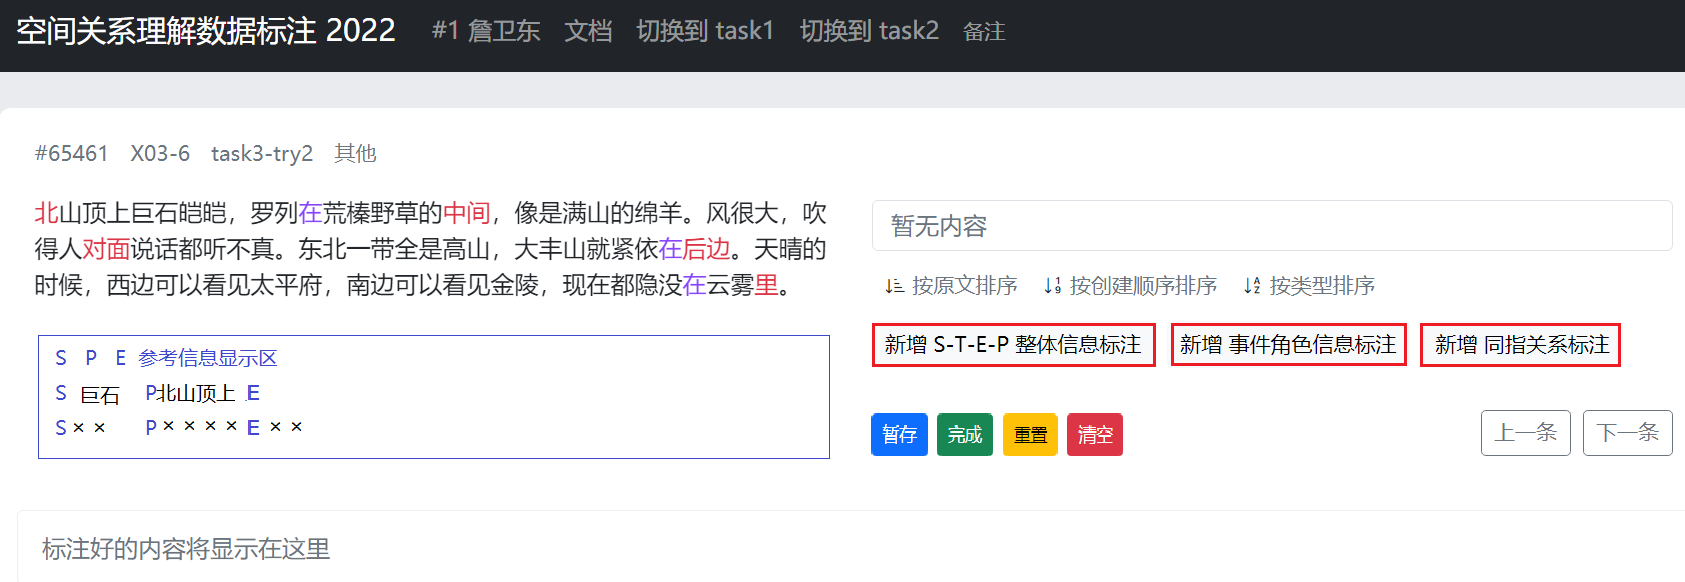 空间关系理解数据标注 2022 #1 詹卫东 文档 切换到 task1 切换到 task2 备注
#65461 X03-6 task3-try2 其他
北山顶上巨石皑皑，罗列在荒榛野草的中间，像是满山的绵羊。风很大，吹
得人对面说话都听不真。东北一带全是高山，大丰山就紧依在后边。天晴的
时候，西边可以看见太平府，南边可以看见金陵，现在都隐没在云雾里。
S P E 参考信息显示区
S 巨石 P北山顶上 E
S× × P× × × × E × ×
暂无内容
按原文排序 按创建顺序排序 按类型排序
新增 S-T-E-P 整体信息标注 新增 事件角色信息标注 新增 同指关系标注
暂存 完成 重置 清空 上一条 下一条
标注好的内容将显示在这里